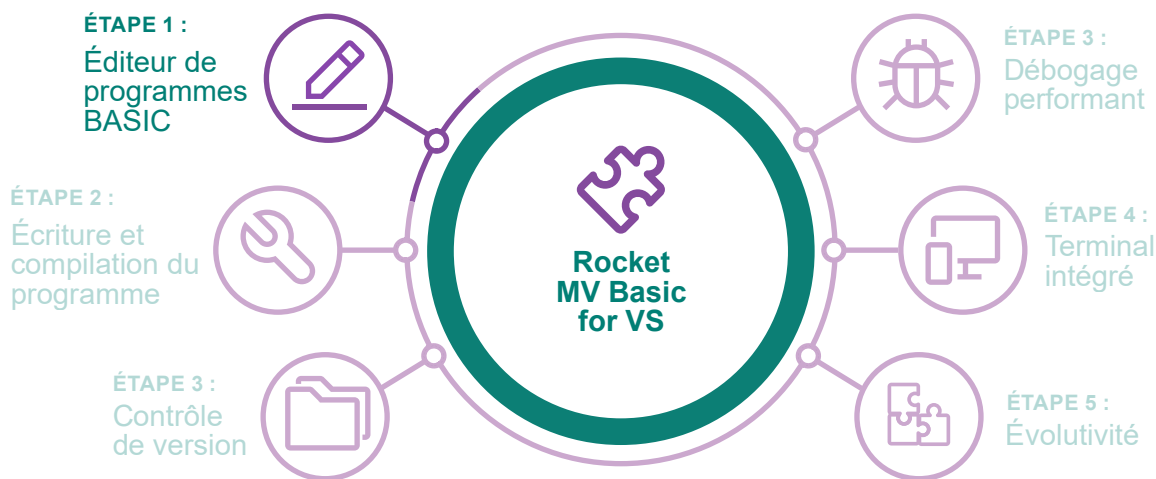 ÉTAPE 1 :
Éditeur de
programmes
BASIC
ÉTAPE 2 :
Écriture et
compilation du
programme
ÉTAPE 3 :
Contrôle
de version
Rocket
MV Basic
for VS
ÉTAPE 3 :
Débogage
performant
ÉTAPE 4 :
Terminal
intégré
ÉTAPE 5 :
Évolutivité